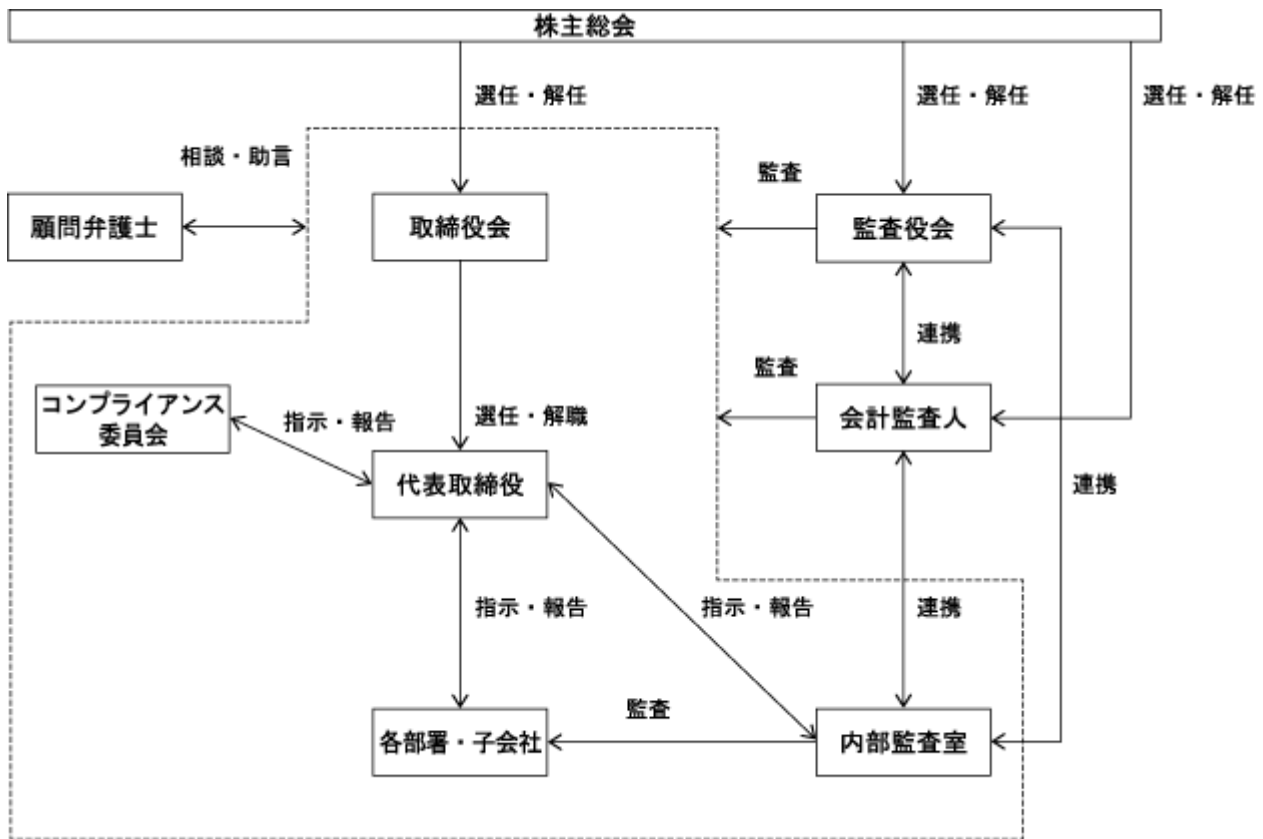 株主総会
選任・解任
選任・解任
選任・解任
相談・助言
監査
顧問弁護士
取締役会
監査役会
連携
監査
コンプライアンス
委員会
指示・報告
選任・解職
会計監査人
代表取締役
連携
指示・報告
指示・報告
連携
監査
各部署・子会社
内部監査室